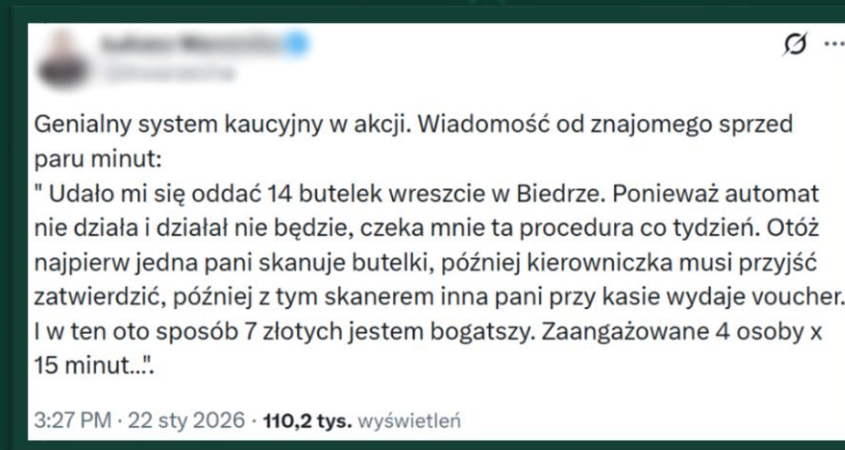 Genialny system kaucyjny w akcji. Wiadomość od znajomego sprzed
paru minut:
" Udało mi się oddać 14 butelek wreszcie w Biedrze. Ponieważ automat
nie działa i działał nie będzie, czeka mnie ta procedura co tydzień. Otóż
najpierw jedna pani skanuje butelki, później kierowniczka musi przyjść
zatwierdzić, później z tym skanerem inna pani przy kasie wydaje voucher.
I w ten oto sposób 7 złotych jestem bogatszy. Zaangażowane 4 osoby x
15 minut...".
3:27 PM · 22 sty 2026 · 110,2 tys. wyświetleń